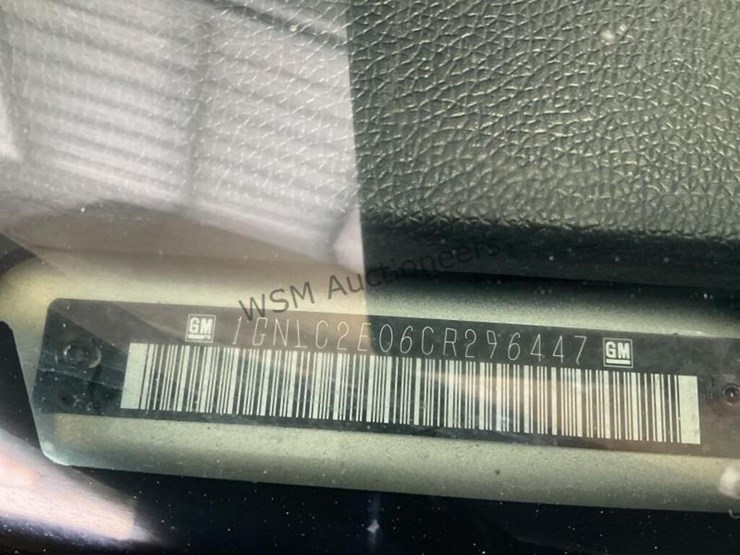 WSM Auctioneers
GM 1GNLC2E06CR296447 GM